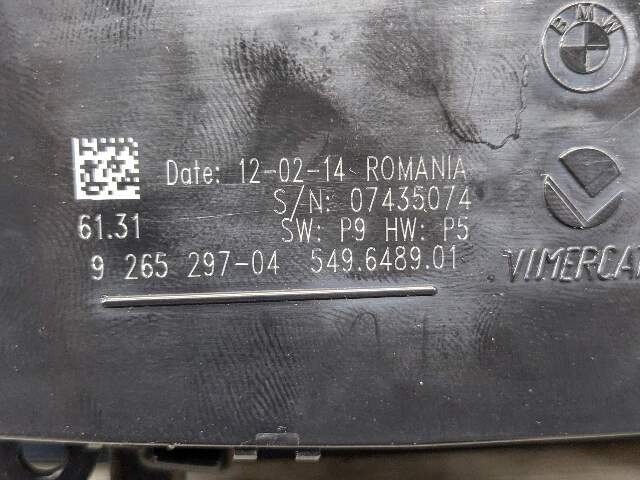 BMW
Date: 12-02-14 ROMANIA
S/N: 07435074
61.31 SW: P9 HW: P5
9 265 297-04 549.6489.01
VIMERCA